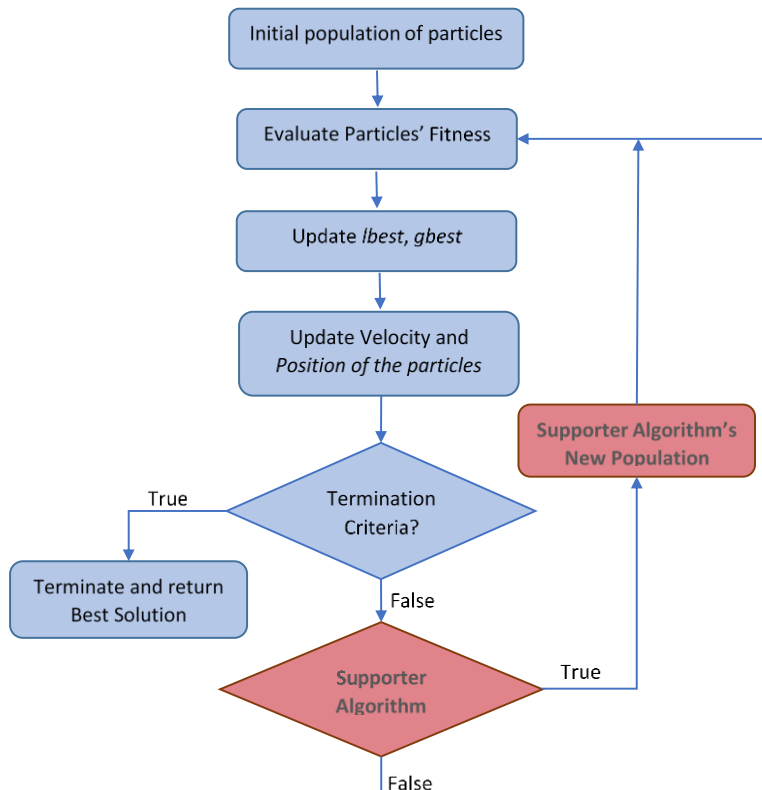 Initial population of particles
Evaluate Particles’ Fitness
Update lbest, gbest
Update Velocity and
Position of the particles
Supporter Algorithm’s
New Population
True
Termination
Criteria?
Terminate and return
Best Solution
False
Supporter
Algorithm
True
False